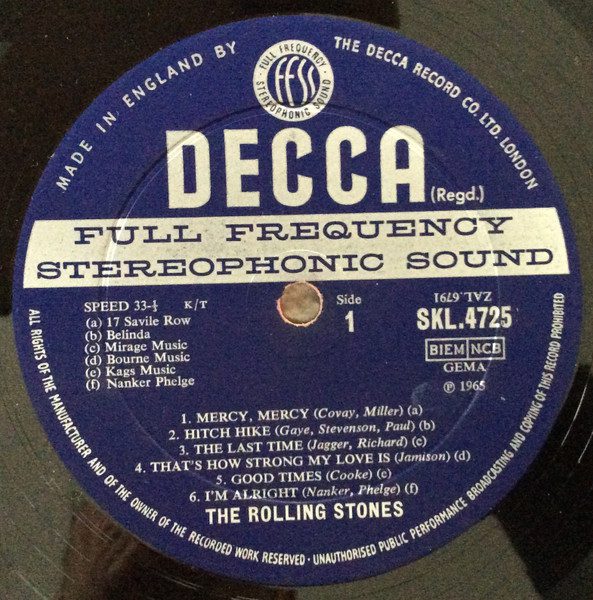 MADE IN ENGLAND BY
THE DECCA RECORD CO. LTD. LONDON
FULL FREQUENCY
FFSS
STEREOPHONIC SOUND
DECCA (Regd.)
FULL FREQUENCY
STEREOPHONIC SOUND
SPEED 33-⅓ K/T
(a) 17 Savile Row
(b) Belinda
(c) Mirage Music
(d) Bourne Music
(e) Kags Music
(f) Nanker Phelge
Side
1
ZAL.6791
SKL.4725
BIEM NCB
GEMA
℗ 1965
1. MERCY, MERCY (Covay, Miller) (a)
2. HITCH HIKE (Gaye, Stevenson, Paul) (b)
3. THE LAST TIME (Jagger, Richard) (c)
4. THAT'S HOW STRONG MY LOVE IS (Jamison) (d)
5. GOOD TIMES (Cooke) (e)
6. I'M ALRIGHT (Nanker, Phelge) (f)
THE ROLLING STONES
ALL RIGHTS OF THE MANUFACTURER AND OF THE OWNER OF THE RECORDED WORK RESERVED · UNAUTHORISED PUBLIC PERFORMANCE BROADCASTING AND COPYING OF THIS RECORD PROHIBITED